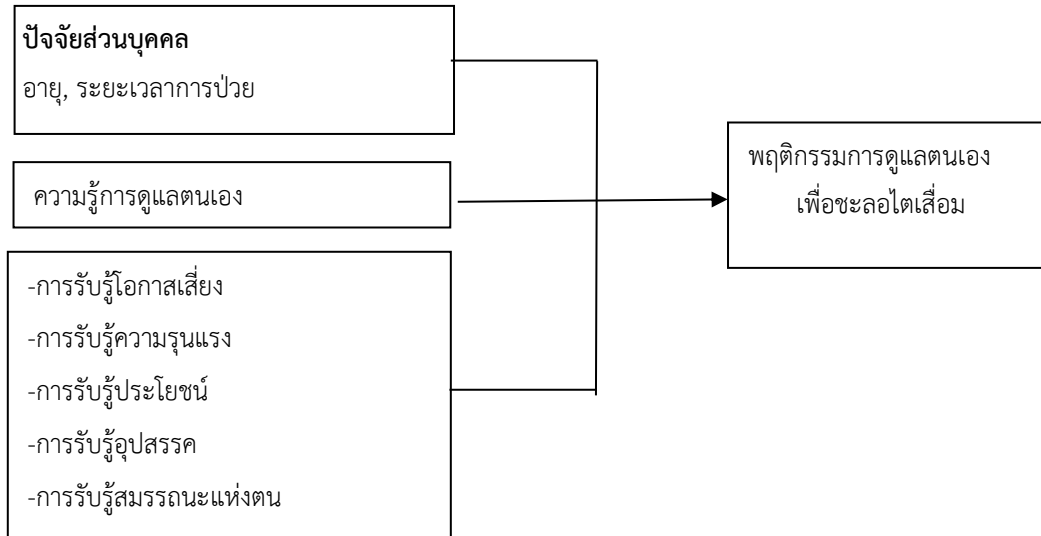 ปัจจัยส่วนบุคคล
อายุ, ระยะเวลาการป่วย
ความรู้การดูแลตนเอง
-การรับรู้โอกาสเสี่ยง
-การรับรู้ความรุนแรง
-การรับรู้ประโยชน์
-การรับรู้อุปสรรค
-การรับรู้สมรรถนะแห่งตน
พฤติกรรมการดูแลตนเอง
เพื่อชะลอไตเสื่อม